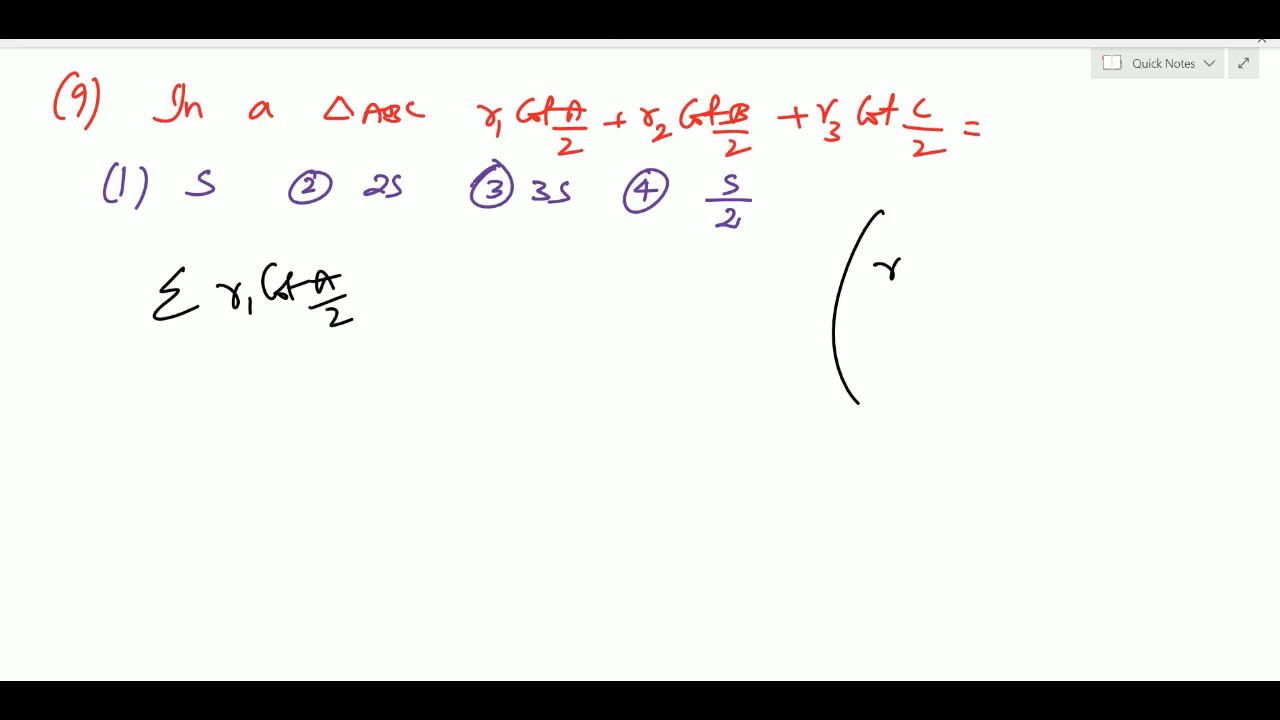 Quick Notes
(9) In a △ABC r₁ Cot A/2 + r₂ Cot B/2 + r₃ Cot C/2 =
(1) S ② 2S ③ 3S ④ S/2
Σ r₁ Cot A/2
( r